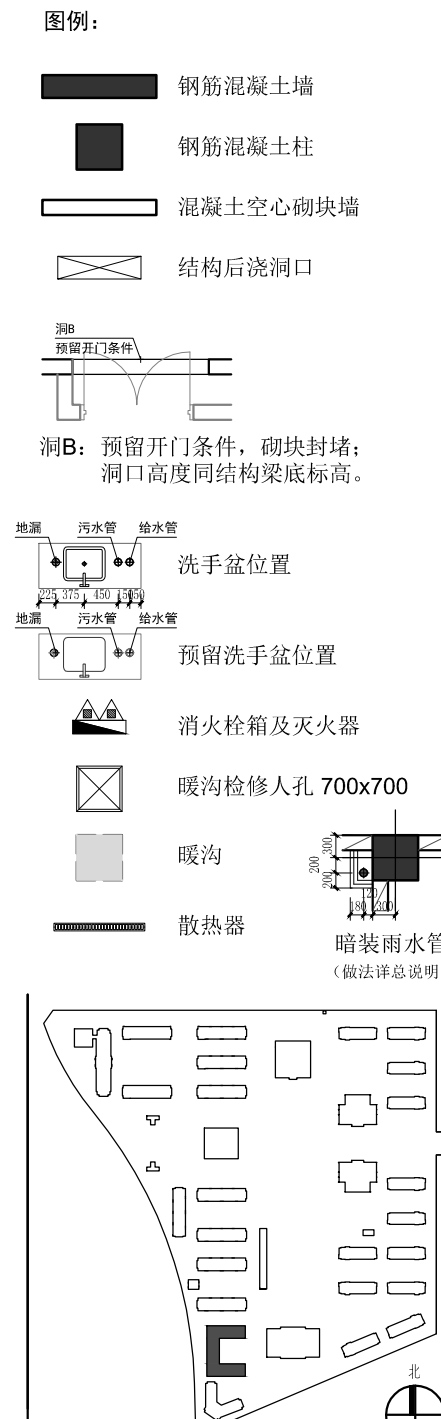 图例：
钢筋混凝土墙
钢筋混凝土柱
混凝土空心砌块墙
结构后浇洞口
洞B
预留开门条件
洞B：预留开门条件，砌块封堵；
洞口高度同结构梁底标高。
地漏 污水管 给水管
洗手盆位置
225 375 450 150 150
地漏 污水管 给水管
预留洗手盆位置
消火栓箱及灭火器
暖沟检修人孔 700x700
暖沟
300
200
200
120
180 300
散热器
暗装雨水管
（做法详总说明
北